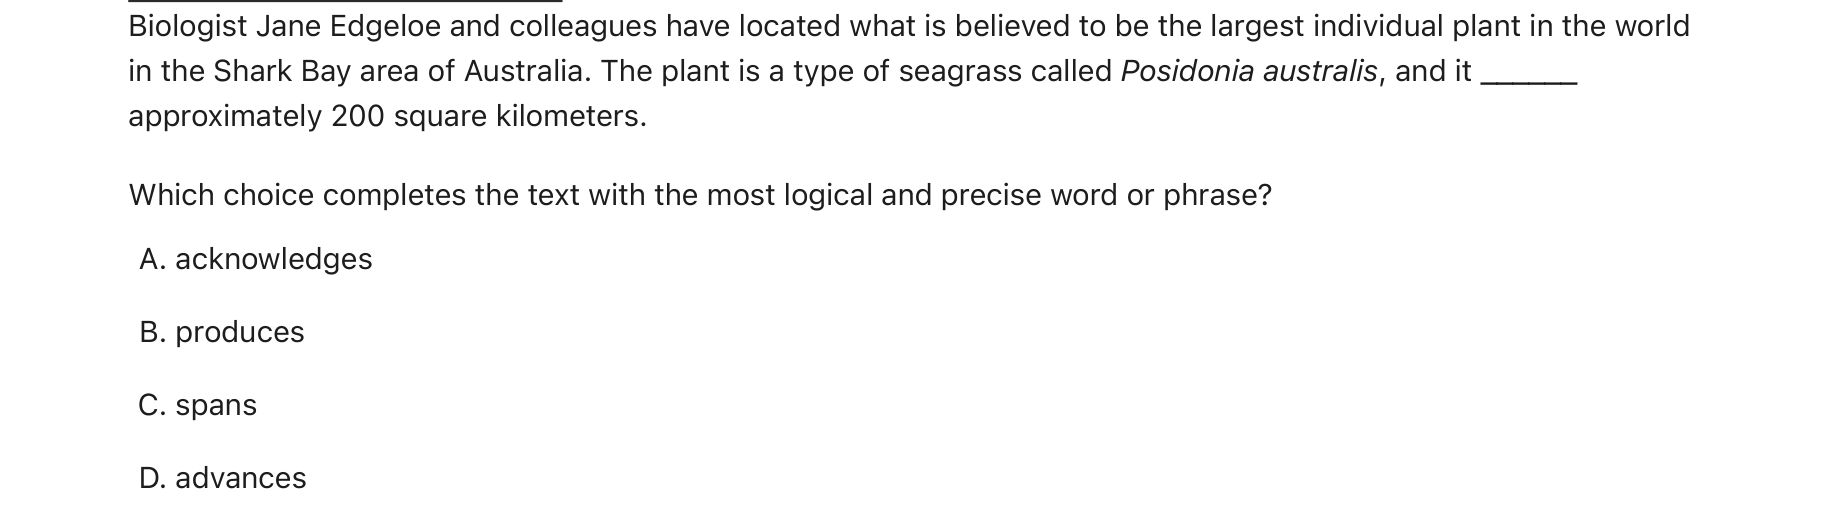 Biologist Jane Edgeloe and colleagues have located what is believed to be the largest individual plant in the world
in the Shark Bay area of Australia. The plant is a type of seagrass called Posidonia australis, and it ______
approximately 200 square kilometers.
Which choice completes the text with the most logical and precise word or phrase?
A. acknowledges
B. produces
C. spans
D. advances